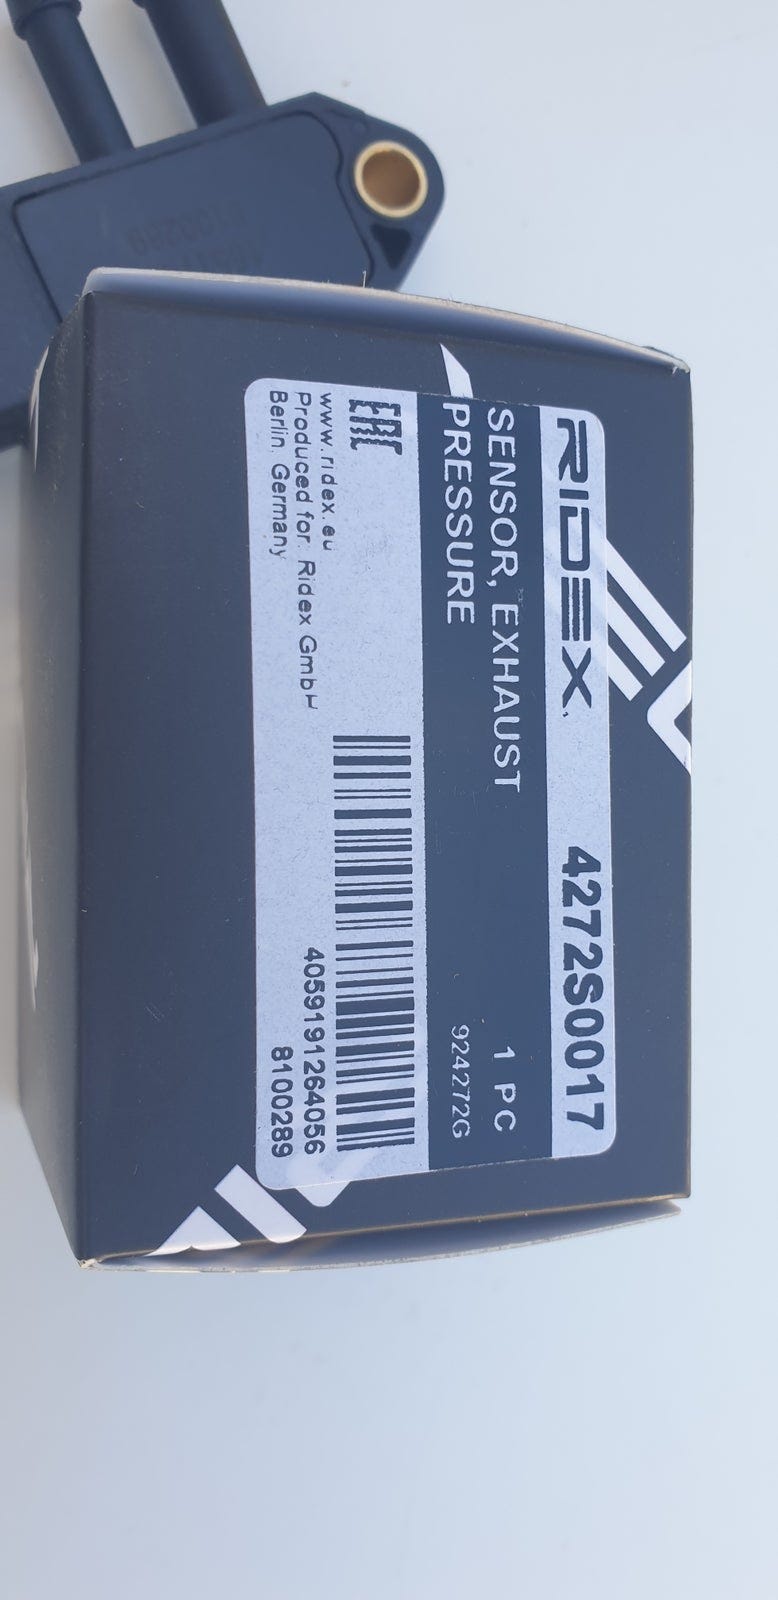 RIDEX 4272S0017
SENSOR, EXHAUST 1 PC
PRESSURE 924272G
EAC
www.ridex.eu
Produced for: Ridex GmbH 4059191264056
Berlin, Germany 8100289